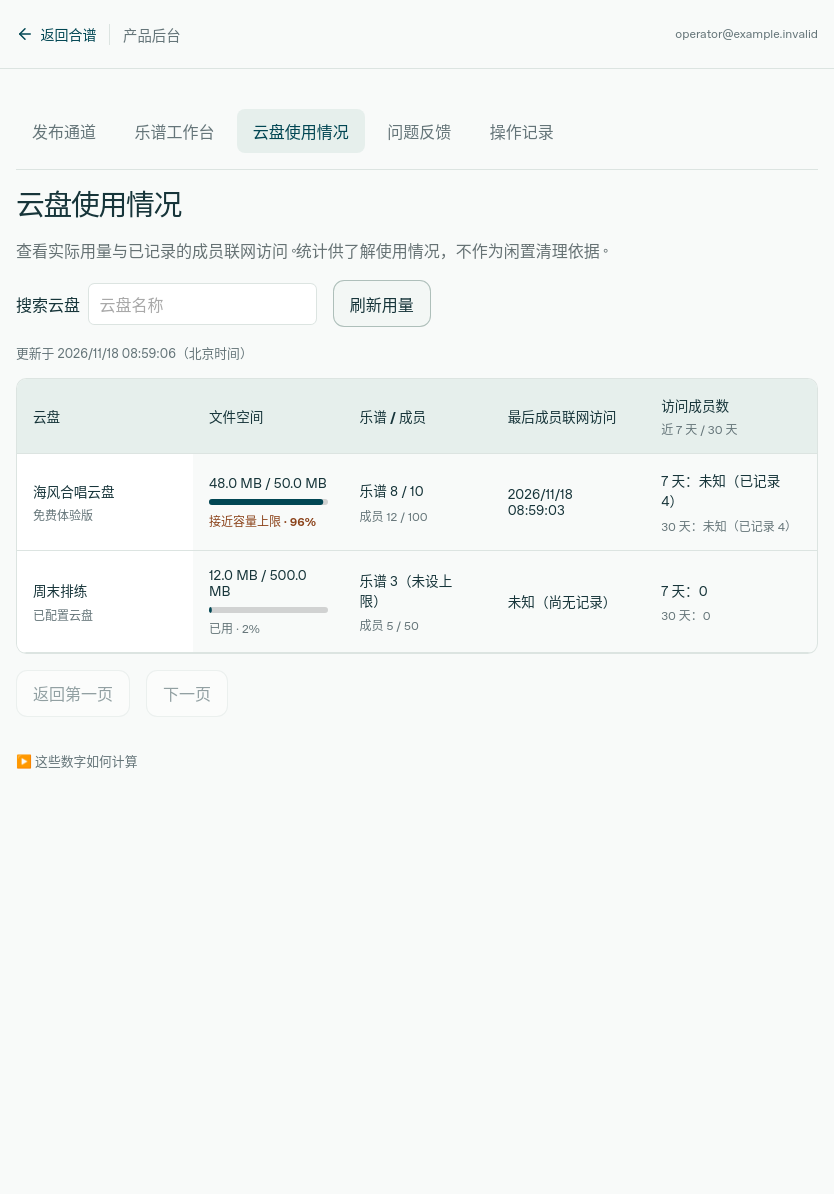 返回合谱
产品后台
operator@example.invalid
发布通道
乐谱工作台
云盘使用情况
问题反馈
操作记录
云盘使用情况
查看实际用量与已记录的成员联网访问。统计供了解使用情况，不作为闲置清理依据。
搜索云盘
云盘名称
刷新用量
更新于 2026/11/18 08:59:06（北京时间）
云盘
文件空间
乐谱 / 成员
最后成员联网访问
访问成员数
近 7 天 / 30 天
海风合唱云盘
免费体验版
48.0 MB / 50.0 MB
接近容量上限 · 96%
乐谱 8 / 10
成员 12 / 100
2026/11/18
08:59:03
7 天：未知（已记录
4）
30 天：未知（已记录 4）
周末排练
已配置云盘
12.0 MB / 500.0
MB
已用 · 2%
乐谱 3（未设上
限）
成员 5 / 50
未知（尚无记录）
7 天：0
30 天：0
返回第一页
下一页
这些数字如何计算